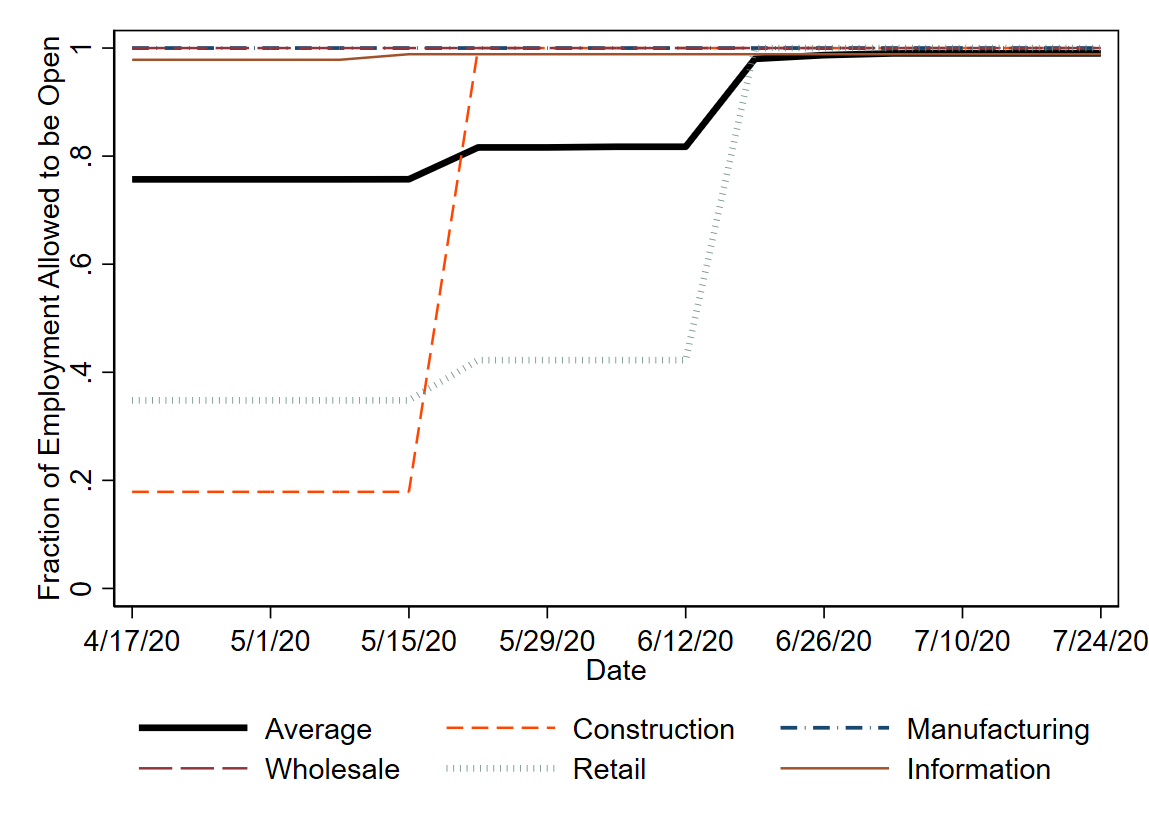 Fraction of Employment Allowed to be Open
1
.8
.6
.4
.2
0
4/17/20 5/1/20 5/15/20 5/29/20 6/12/20 6/26/20 7/10/20 7/24/20
Date
Average Construction Manufacturing
Wholesale Retail Information